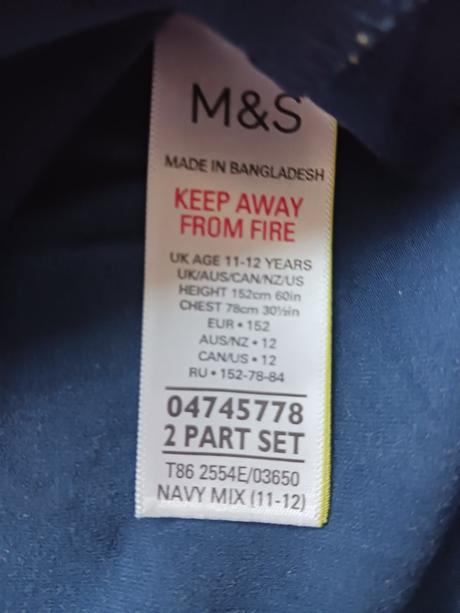 M&S
MADE IN BANGLADESH
KEEP AWAY
FROM FIRE
UK AGE 11-12 YEARS
UK/AUS/CAN/NZ/US
HEIGHT 152cm 60in
CHEST 78cm 30½in
EUR • 152
AUS/NZ • 12
CAN/US • 12
RU • 152-78-84
04745778
2 PART SET
T86 2554E/03650
NAVY MIX (11-12)